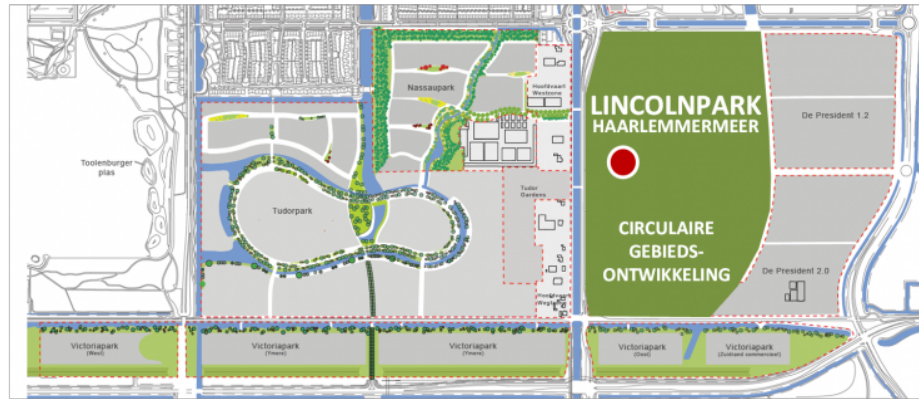 Nassaupark
Hoofdvaart
Westzone
LINCOLNPARK
HAARLEMMERMEER
De President 1.2
Toolenburger
plas
Tudorpark
Tudor
Gardens
CIRCULAIRE
GEBIEDS-
ONTWIKKELING
De President 2.0
Victoriapark
(West)
Victoriapark
(Ymere)
Victoriapark
(Ymere)
Victoriapark
(Oost)
Victoriapark
(Zuidrand commercieel)